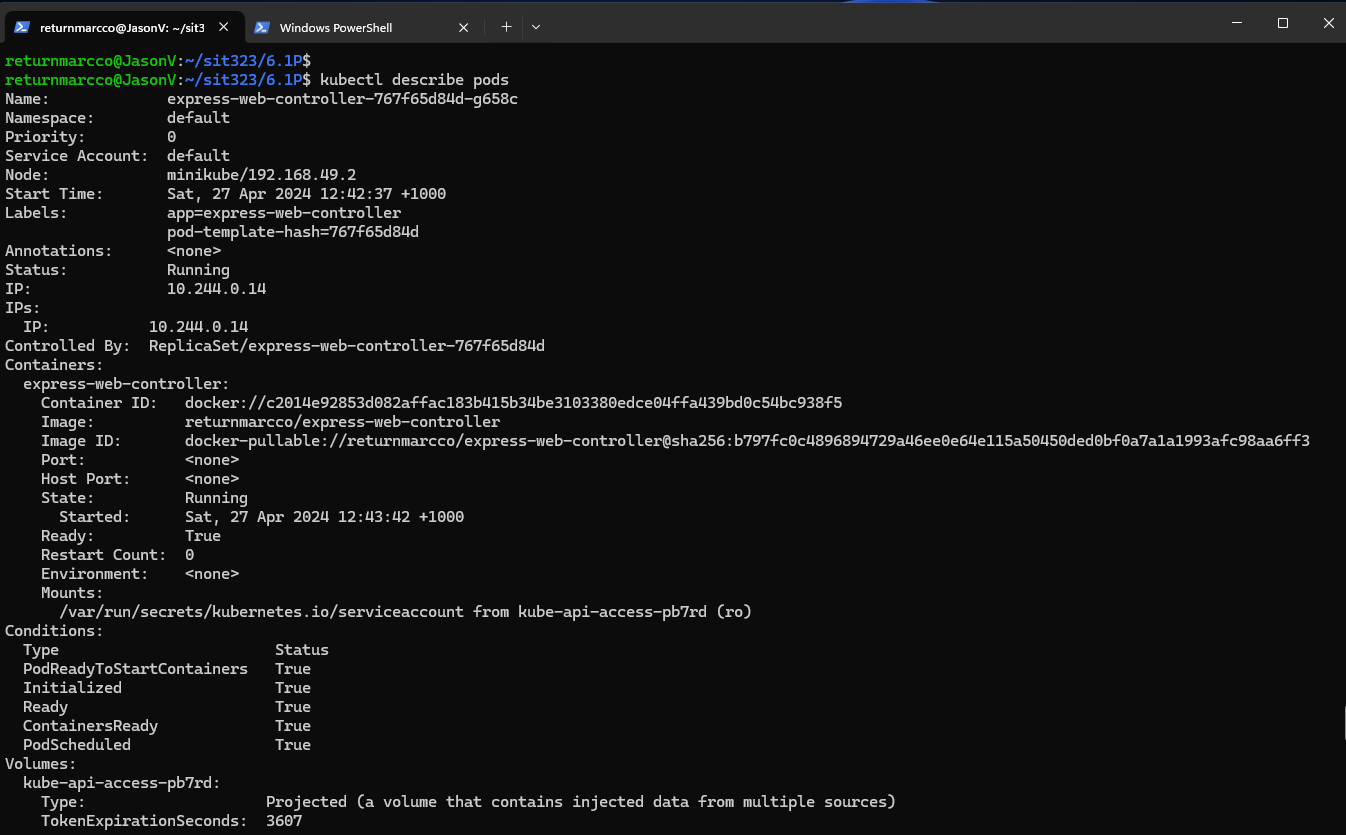 returnmarcco@JasonV: ~/sit3
Windows PowerShell
returnmarcco@JasonV:~/sit323/6.1P$
returnmarcco@JasonV:~/sit323/6.1P$ kubectl describe pods
Name:             express-web-controller-767f65d84d-g658c
Namespace:        default
Priority:         0
Service Account:  default
Node:             minikube/192.168.49.2
Start Time:       Sat, 27 Apr 2024 12:42:37 +1000
Labels:           app=express-web-controller
                  pod-template-hash=767f65d84d
Annotations:      <none>
Status:           Running
IP:               10.244.0.14
IPs:
  IP:           10.244.0.14
Controlled By:  ReplicaSet/express-web-controller-767f65d84d
Containers:
  express-web-controller:
    Container ID:   docker://c2014e92853d082affac183b415b34be3103380edce04ffa439bd0c54bc938f5
    Image:          returnmarcco/express-web-controller
    Image ID:       docker-pullable://returnmarcco/express-web-controller@sha256:b797fc0c4896894729a46ee0e64e115a50450ded0bf0a7a1a1993afc98aa6ff3
    Port:           <none>
    Host Port:      <none>
    State:          Running
      Started:      Sat, 27 Apr 2024 12:43:42 +1000
    Ready:          True
    Restart Count:  0
    Environment:    <none>
    Mounts:
      /var/run/secrets/kubernetes.io/serviceaccount from kube-api-access-pb7rd (ro)
Conditions:
  Type                        Status
  PodReadyToStartContainers   True
  Initialized                 True
  Ready                       True
  ContainersReady             True
  PodScheduled                True
Volumes:
  kube-api-access-pb7rd:
    Type:                    Projected (a volume that contains injected data from multiple sources)
    TokenExpirationSeconds:  3607